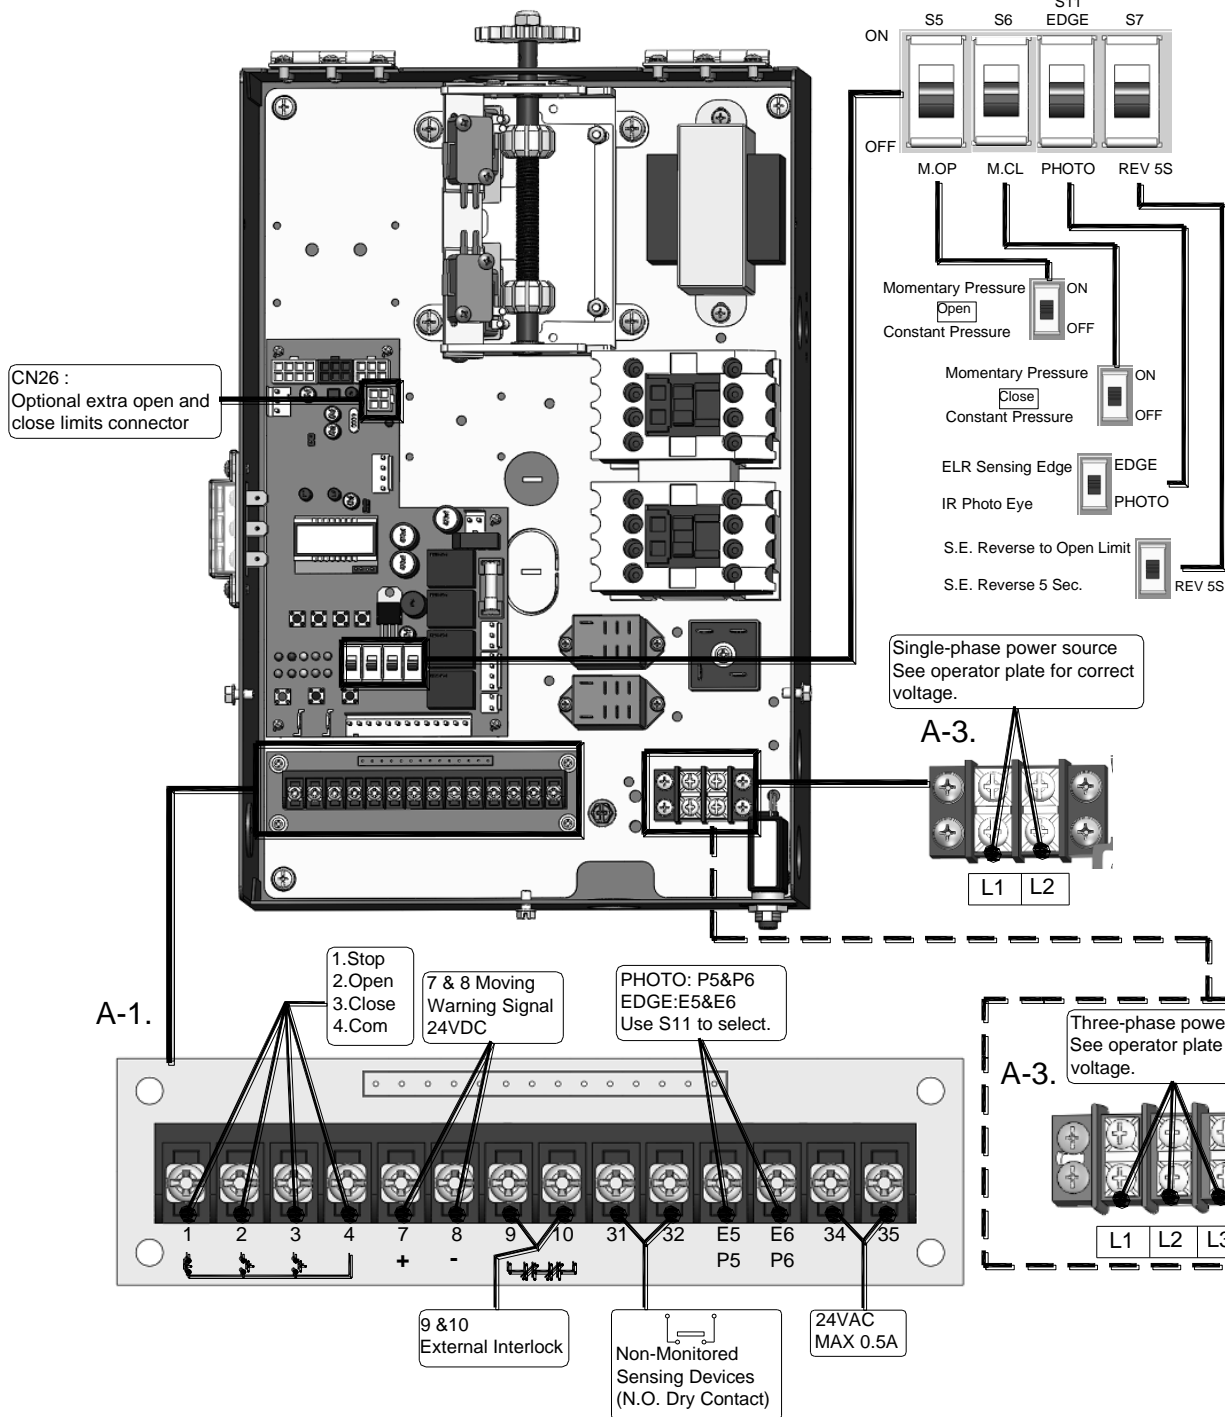 S11
S5 S6 EDGE S7
ON
OFF
M.OP M.CL PHOTO REV 5S
Momentary Pressure ON
Open
Constant Pressure OFF
Momentary Pressure ON
Close
Constant Pressure OFF
ELR Sensing Edge EDGE
IR Photo Eye PHOTO
S.E. Reverse to Open Limit
S.E. Reverse 5 Sec. REV 5S
CN26 :
Optional extra open and
close limits connector
Single-phase power source
See operator plate for correct
voltage.
A-3.
L1 L2
A-1.
1.Stop
2.Open
3.Close
4.Com
7 & 8 Moving
Warning Signal
24VDC
PHOTO: P5&P6
EDGE:E5&E6
Use S11 to select.
A-3.
Three-phase powe
See operator plate
voltage.
L1 L2 L3
1 2 3 4 7 8 9 10 31 32 E5 E6 34 35
+ - P5 P6
9 &10
External Interlock
Non-Monitored
Sensing Devices
(N.O. Dry Contact)
24VAC
MAX 0.5A